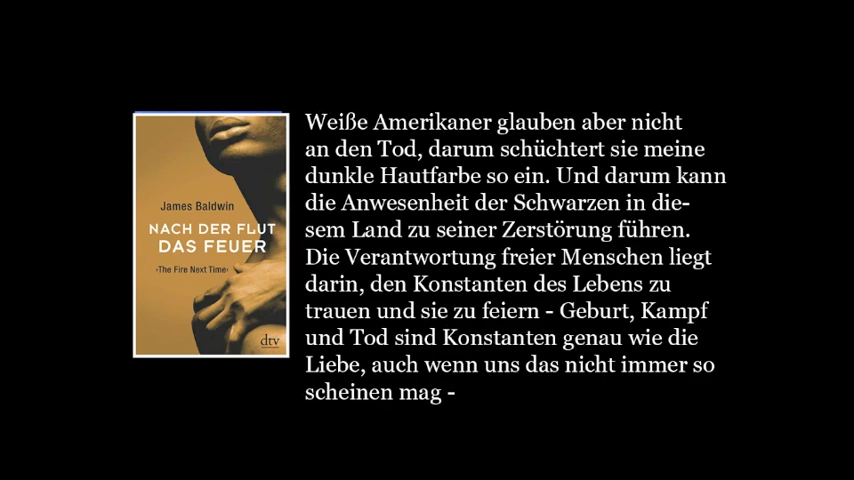 James Baldwin
NACH DER FLUT
DAS FEUER
›The Fire Next Time‹
dtv
Weiße Amerikaner glauben aber nicht
an den Tod, darum schüchtert sie meine
dunkle Hautfarbe so ein. Und darum kann
die Anwesenheit der Schwarzen in die-
sem Land zu seiner Zerstörung führen.
Die Verantwortung freier Menschen liegt
darin, den Konstanten des Lebens zu
trauen und sie zu feiern - Geburt, Kampf
und Tod sind Konstanten genau wie die
Liebe, auch wenn uns das nicht immer so
scheinen mag -